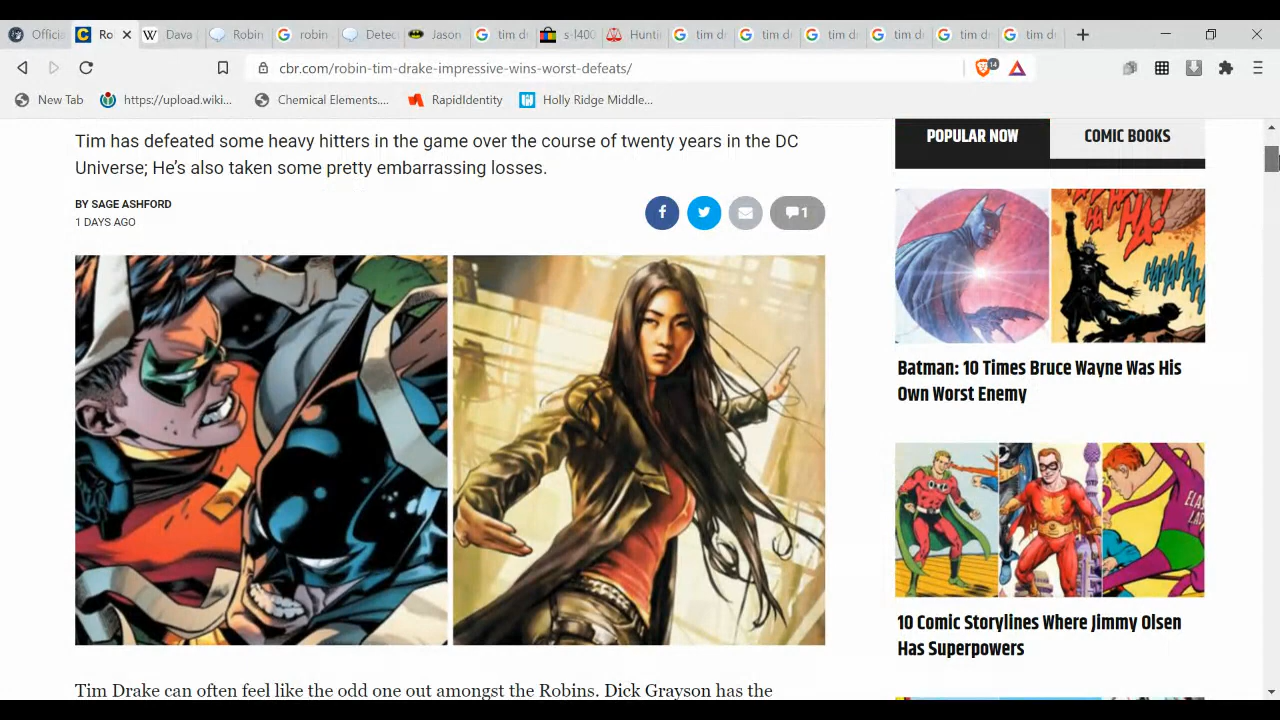 Officia
Ro
Dava
Robin
robin
Detec
Jason
tim d
s-l400
Hunti
tim d
tim d
tim d
tim d
tim d
tim d
cbr.com/robin-tim-drake-impressive-wins-worst-defeats/
14
New Tab
https://upload.wiki...
Chemical Elements....
RapidIdentity
Holly Ridge Middle...
Tim has defeated some heavy hitters in the game over the course of twenty years in the DC
Universe; He's also taken some pretty embarrassing losses.
BY SAGE ASHFORD
1 DAYS AGO
1
POPULAR NOW
COMIC BOOKS
HA!
HAHAHA
Batman: 10 Times Bruce Wayne Was His
Own Worst Enemy
10 Comic Storylines Where Jimmy Olsen
Has Superpowers
Tim Drake can often feel like the odd one out amongst the Robins. Dick Grayson has the